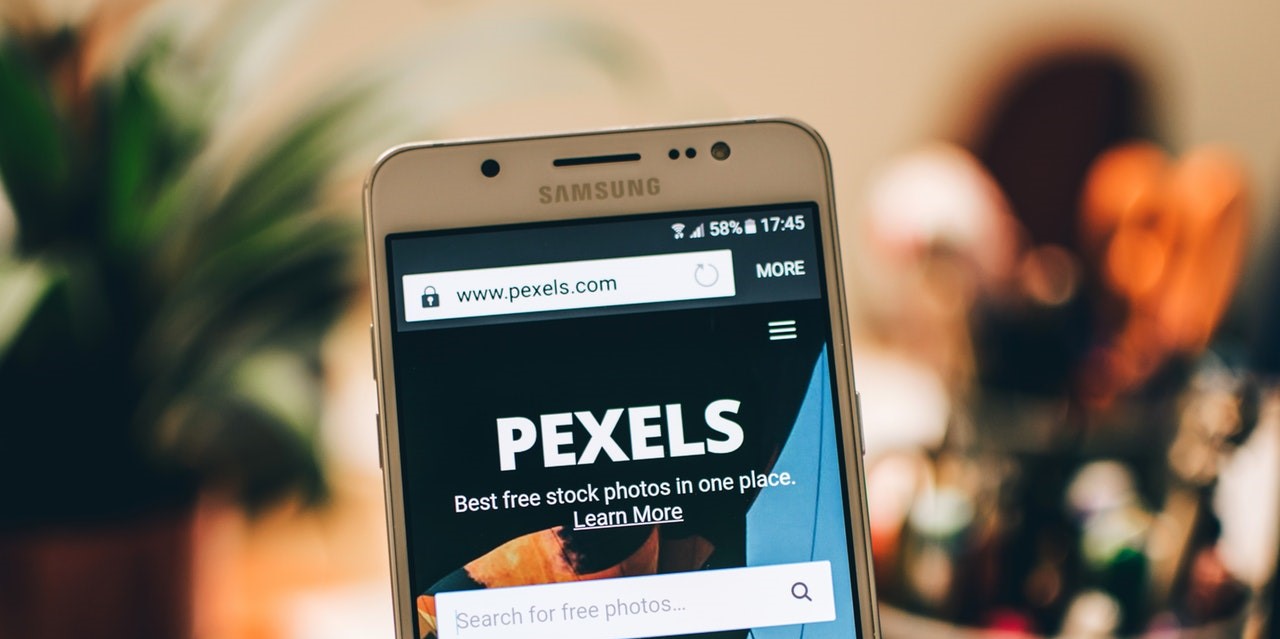 SAMSUNG
58% 17:45
www.pexels.com MORE
PEXELS
Best free stock photos in one place.
Learn More
Search for free photos...